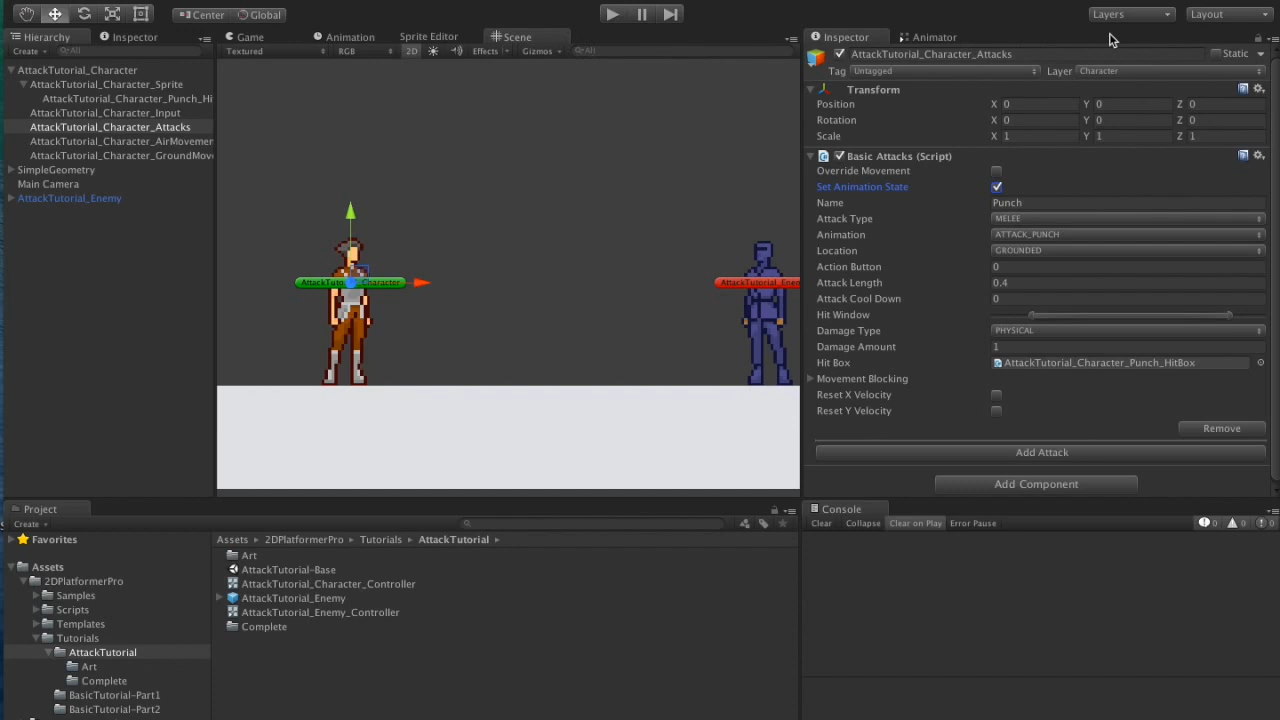 Center Global Layers Layout
Hierarchy Inspector Game Animation Sprite Editor Scene Inspector Animator
Create All Textured RGB 2D Effects Gizmos All
AttackTutorial_Character_Attacks Static
Tag Untagged Layer Character
AttackTutorial_Character
AttackTutorial_Character_Sprite
AttackTutorial_Character_Punch_Hi
AttackTutorial_Character_Input
AttackTutorial_Character_Attacks
AttackTutorial_Character_AirMovemen
AttackTutorial_Character_GroundMov
SimpleGeometry
Main Camera
AttackTutorial_Enemy
AttackTutorial_Character
AttackTutorial_Enem
Transform
Position X 0 Y 0 Z 0
Rotation X 0 Y 0 Z 0
Scale X 1 Y 1 Z 1
Basic Attacks (Script)
Override Movement
Set Animation State
Name Punch
Attack Type MELEE
Animation ATTACK_PUNCH
Location GROUNDED
Action Button 0
Attack Length 0.4
Attack Cool Down 0
Hit Window
Damage Type PHYSICAL
Damage Amount 1
Hit Box AttackTutorial_Character_Punch_HitBox
Movement Blocking
Reset X Velocity
Reset Y Velocity
Remove
Add Attack
Add Component
Project
Create
Favorites
Assets
2DPlatformerPro
Samples
Scripts
Templates
Tutorials
AttackTutorial
Art
Complete
BasicTutorial-Part1
BasicTutorial-Part2
Assets 2DPlatformerPro Tutorials AttackTutorial
Art
AttackTutorial-Base
AttackTutorial_Character_Controller
AttackTutorial_Enemy
AttackTutorial_Enemy_Controller
Complete
Console
Clear Collapse Clear on Play Error Pause 0 0 0